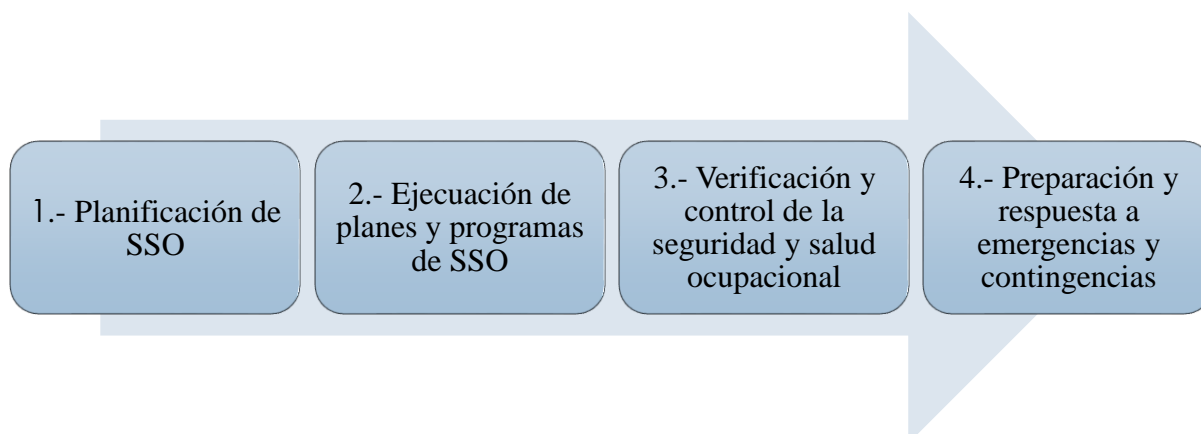 1.- Planificación de
SSO
2.- Ejecuación de
planes y programas
de SSO
3.- Verificación y
control de la
seguridad y salud
ocupacional
4.- Preparación y
respuesta a
emergencias y
contingencias